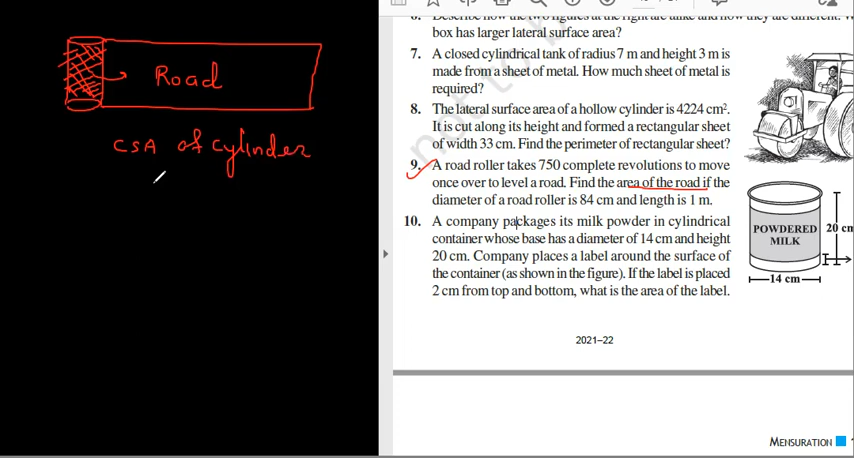 Road
CSA of cylinder
box has larger lateral surface area?
7. A closed cylindrical tank of radius 7 m and height 3 m is
made from a sheet of metal. How much sheet of metal is
required?
8. The lateral surface area of a hollow cylinder is 4224 cm².
It is cut along its height and formed a rectangular sheet
of width 33 cm. Find the perimeter of rectangular sheet?
9. A road roller takes 750 complete revolutions to move
once over to level a road. Find the area of the road if the
diameter of a road roller is 84 cm and length is 1 m.
10. A company packages its milk powder in cylindrical
container whose base has a diameter of 14 cm and height
20 cm. Company places a label around the surface of
the container (as shown in the figure). If the label is placed
2 cm from top and bottom, what is the area of the label.
POWDERED
MILK
20 cm
14 cm
2021–22
MENSURATION